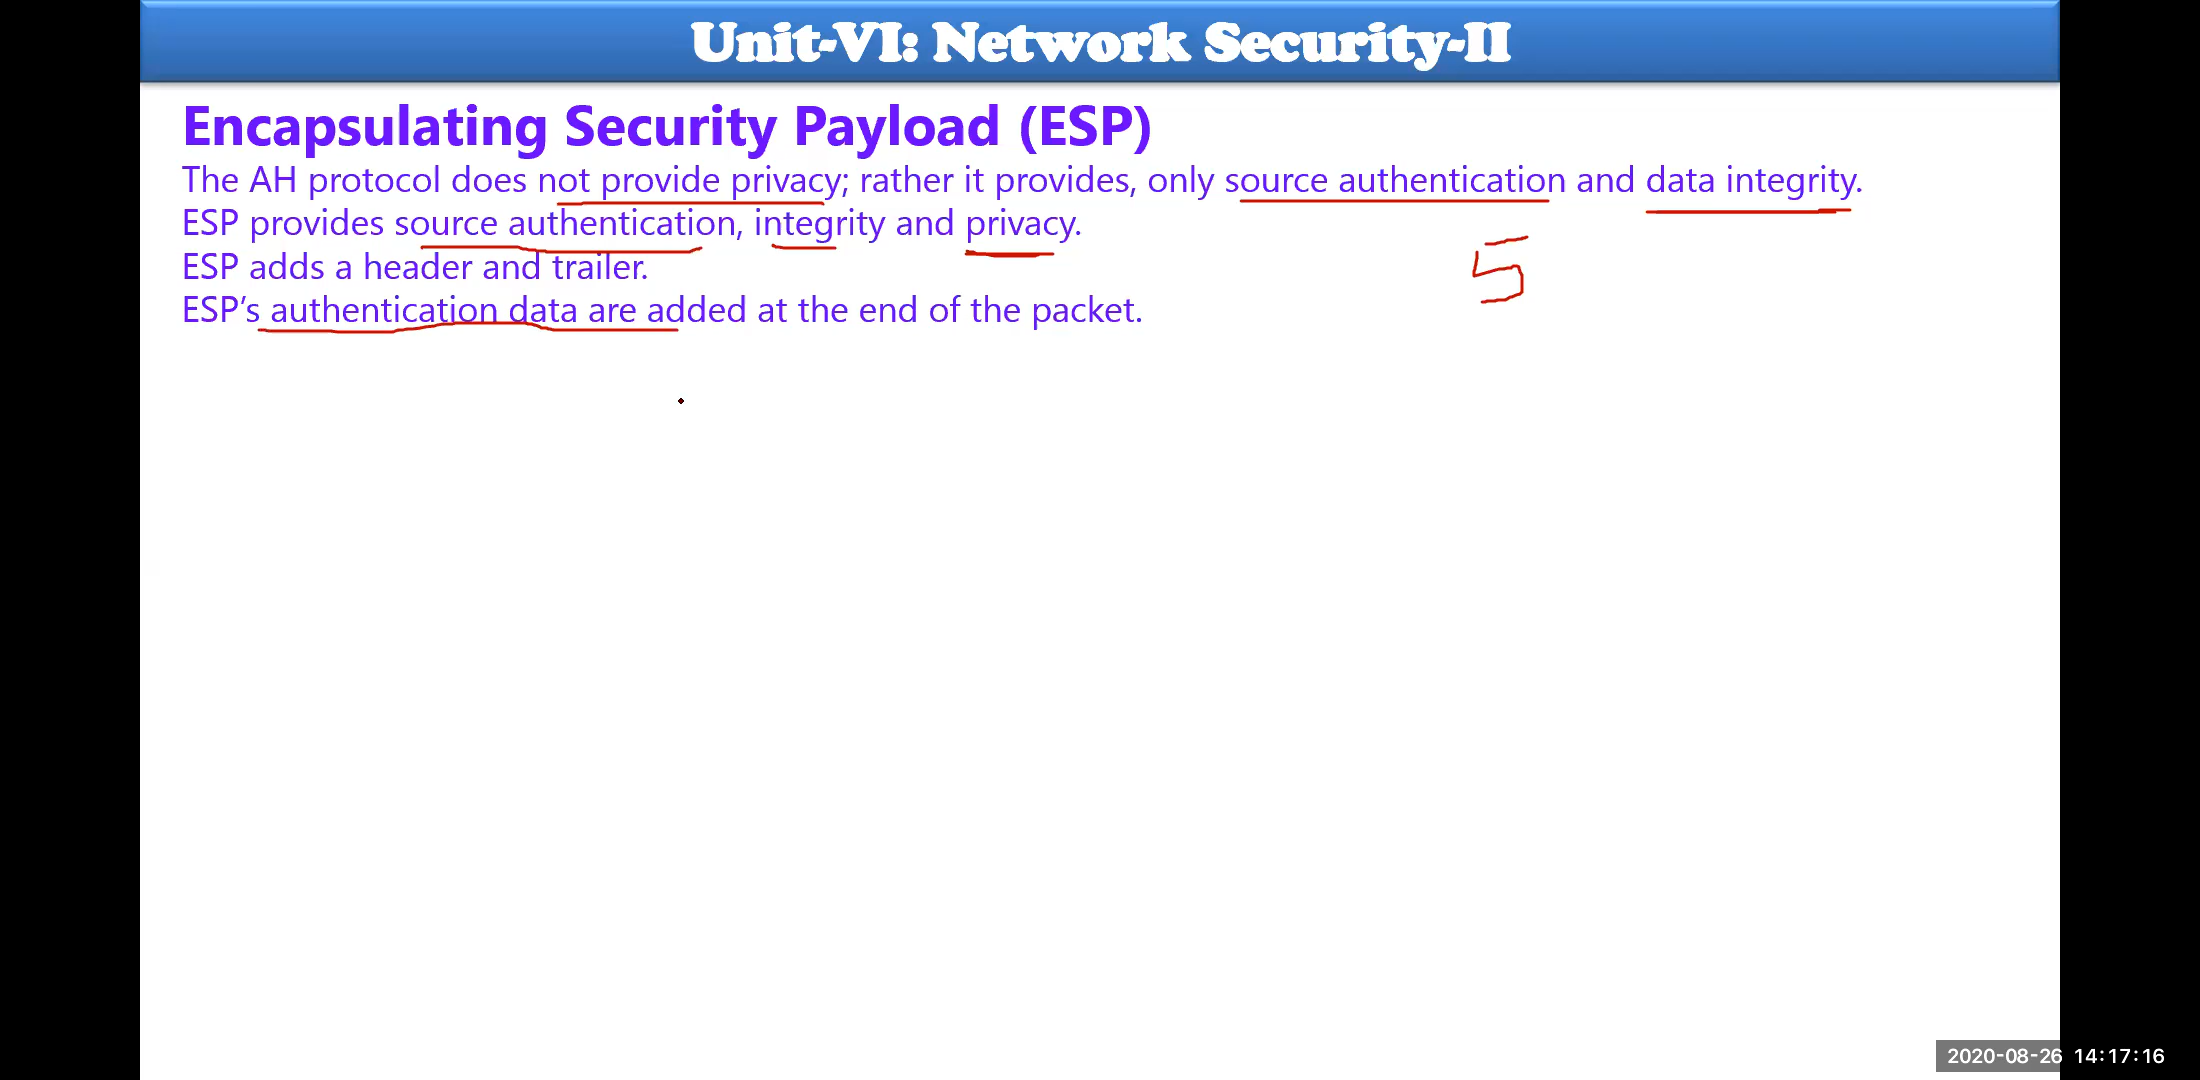 Unit-VI: Network Security-II
Encapsulating Security Payload (ESP)
The AH protocol does not provide privacy; rather it provides, only source authentication and data integrity.
ESP provides source authentication, integrity and privacy.
ESP adds a header and trailer.
5
ESP’s authentication data are added at the end of the packet.
2020-08-26 14:17:16